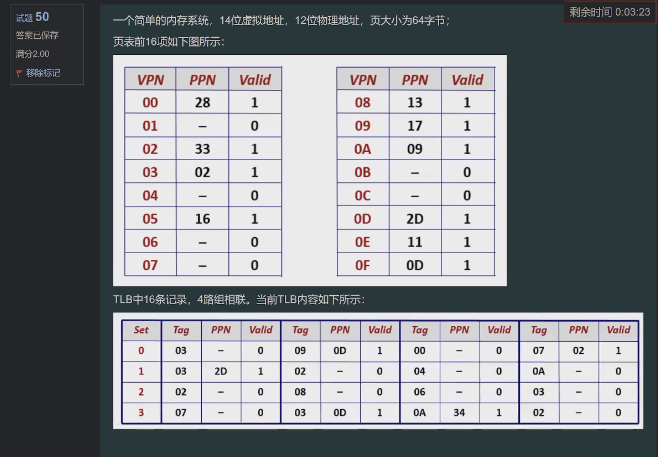 试题 50
答案已保存
满分2.00
移除标记
剩余时间 0:03:23
一个简单的内存系统，14位虚拟地址，12位物理地址，页大小为64字节；
页表前16项如下图所示：
VPN PPN Valid
00 28 1
01 – 0
02 33 1
03 02 1
04 – 0
05 16 1
06 – 0
07 – 0
VPN PPN Valid
08 13 1
09 17 1
0A 09 1
0B – 0
0C – 0
0D 2D 1
0E 11 1
0F 0D 1
TLB中16条记录，4路组相联。当前TLB内容如下所示：
Set Tag PPN Valid Tag PPN Valid Tag PPN Valid Tag PPN Valid
0 03 – 0 09 0D 1 00 – 0 07 02 1
1 03 2D 1 02 – 0 04 – 0 0A – 0
2 02 – 0 08 – 0 06 – 0 03 – 0
3 07 – 0 03 0D 1 0A 34 1 02 – 0